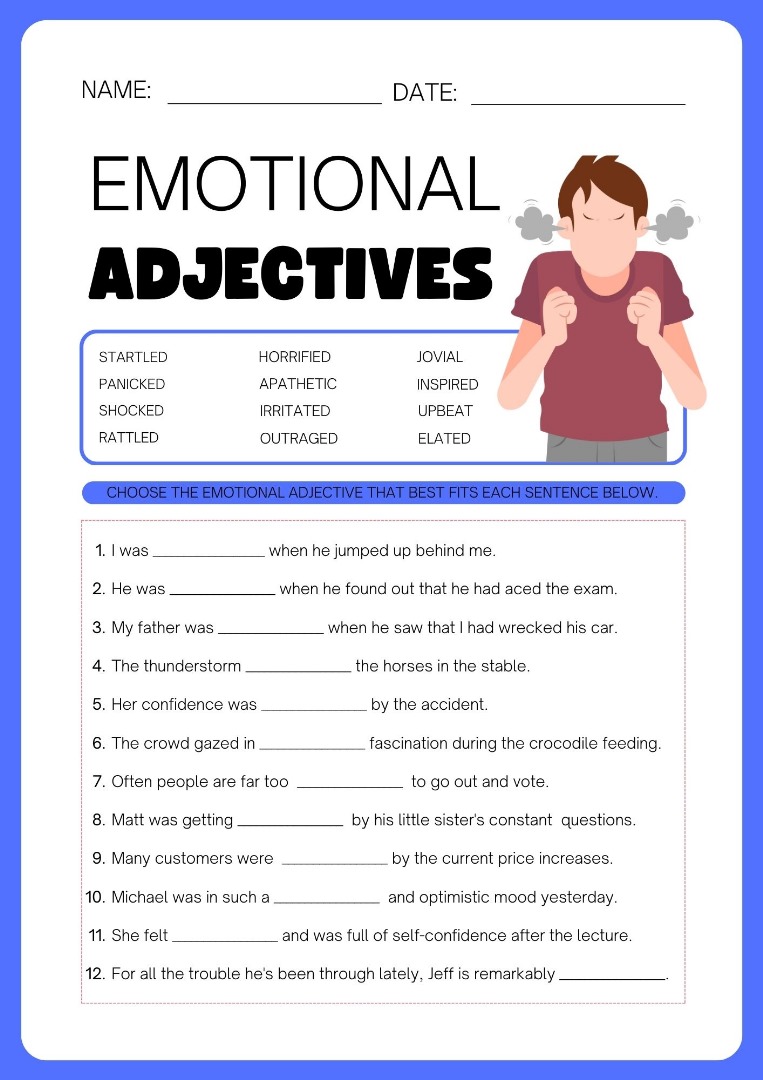 NAME: ____________ DATE: ____________
EMOTIONAL
ADJECTIVES
STARTLED HORRIFIED JOVIAL
PANICKED APATHETIC INSPIRED
SHOCKED IRRITATED UPBEAT
RATTLED OUTRAGED ELATED
CHOOSE THE EMOTIONAL ADJECTIVE THAT BEST FITS EACH SENTENCE BELOW.
1. I was ____________ when he jumped up behind me.
2. He was ____________ when he found out that he had aced the exam.
3. My father was ____________ when he saw that I had wrecked his car.
4. The thunderstorm ____________ the horses in the stable.
5. Her confidence was ____________ by the accident.
6. The crowd gazed in ____________ fascination during the crocodile feeding.
7. Often people are far too ____________ to go out and vote.
8. Matt was getting ____________ by his little sister's constant questions.
9. Many customers were ____________ by the current price increases.
10. Michael was in such a ____________ and optimistic mood yesterday.
11. She felt ____________ and was full of self-confidence after the lecture.
12. For all the trouble he's been through lately, Jeff is remarkably ____________.